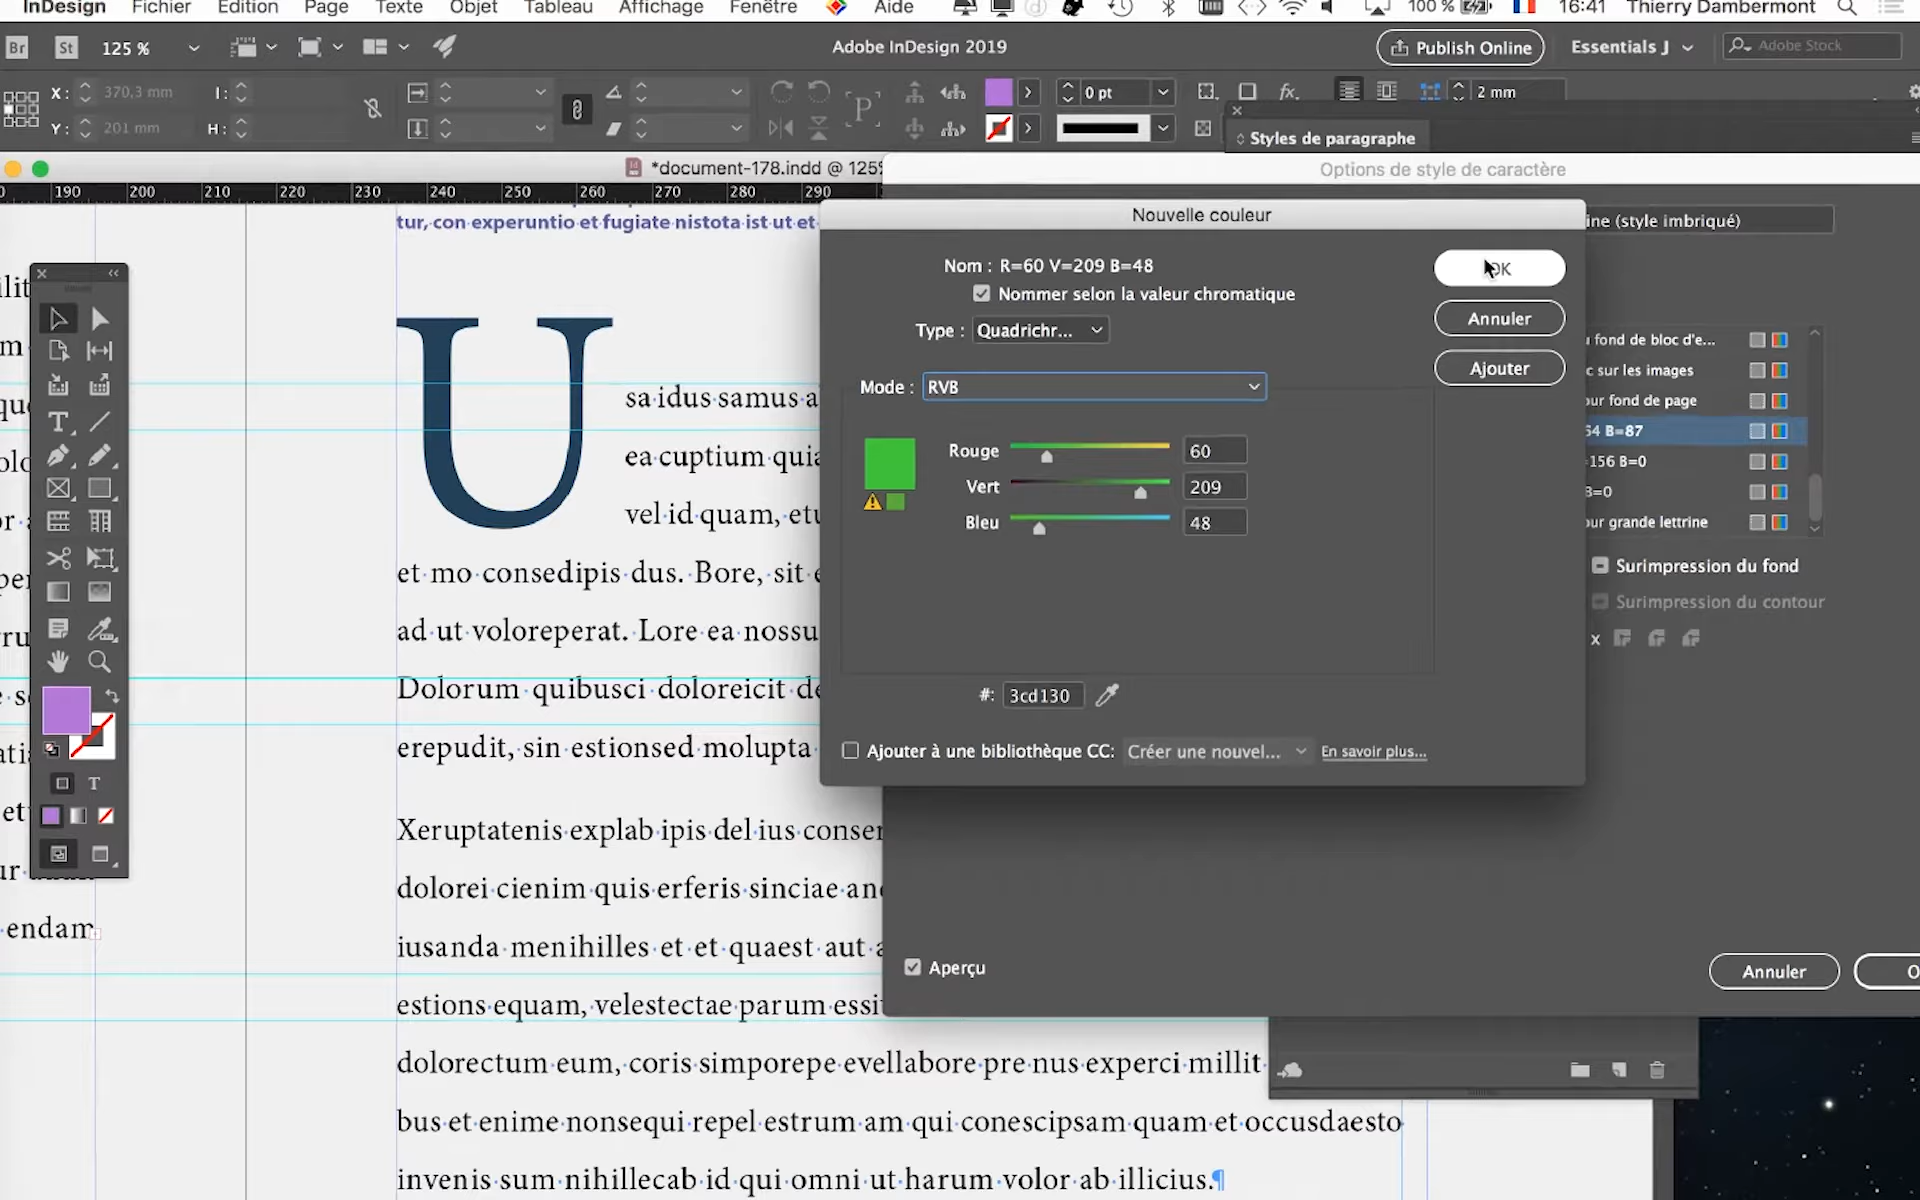 InDesign Fichier Edition Page Texte Objet Tableau Affichage Fenêtre Aide 100 % 16:41 Thierry Dambermont
Br St 125 % Adobe InDesign 2019 Publish Online Essentials J Adobe Stock
X : 370,3 mm I : 0 pt fx. 2 mm
Y : 201 mm H : P
Styles de paragraphe
*document-178.indd @ 125%
Options de style de caractère
190 200 210 220 230 240 250 260 270 280 290
tur, con experuntio et fugiate nistota ist ut et
Nouvelle couleur
ine (style imbriqué)
Nom : R=60 V=209 B=48
OK
Nommer selon la valeur chromatique
Annuler
Type : Quadrichr...
Ajouter
fond de bloc d'e...
c sur les images
our fond de page
64 B=87
156 B=0
B=0
our grande lettrine
Mode : RVB
Rouge 60
Vert 209
Bleu 48
Surimpression du fond
Surimpression du contour
x
#: 3cd130
Ajouter à une bibliothèque CC: Créer une nouvel... En savoir plus...
U
sa idus samus a
ea cuptium quia
vel id quam, etu
et mo consedipis dus. Bore, sit e
ad ut voloreperat. Lore ea nossu
Dolorum quibusci doloreicit de
erepudit, sin estionsed molupta
Xeruptatenis explab ipis del ius conser
dolorei cienim quis erferis sinciae and
endam
iusanda menihilles et et quaest aut a
estions equam, velestectae parum essi
dolorectum eum, coris simporepe evellabore pre nus experci millit
bus et enime nonsequi repel estrum am qui conescipsam quam et occusdaesto
invenis sum nihillecab id qui omni ut harum volor ab illicius.¶
Aperçu
Annuler
O